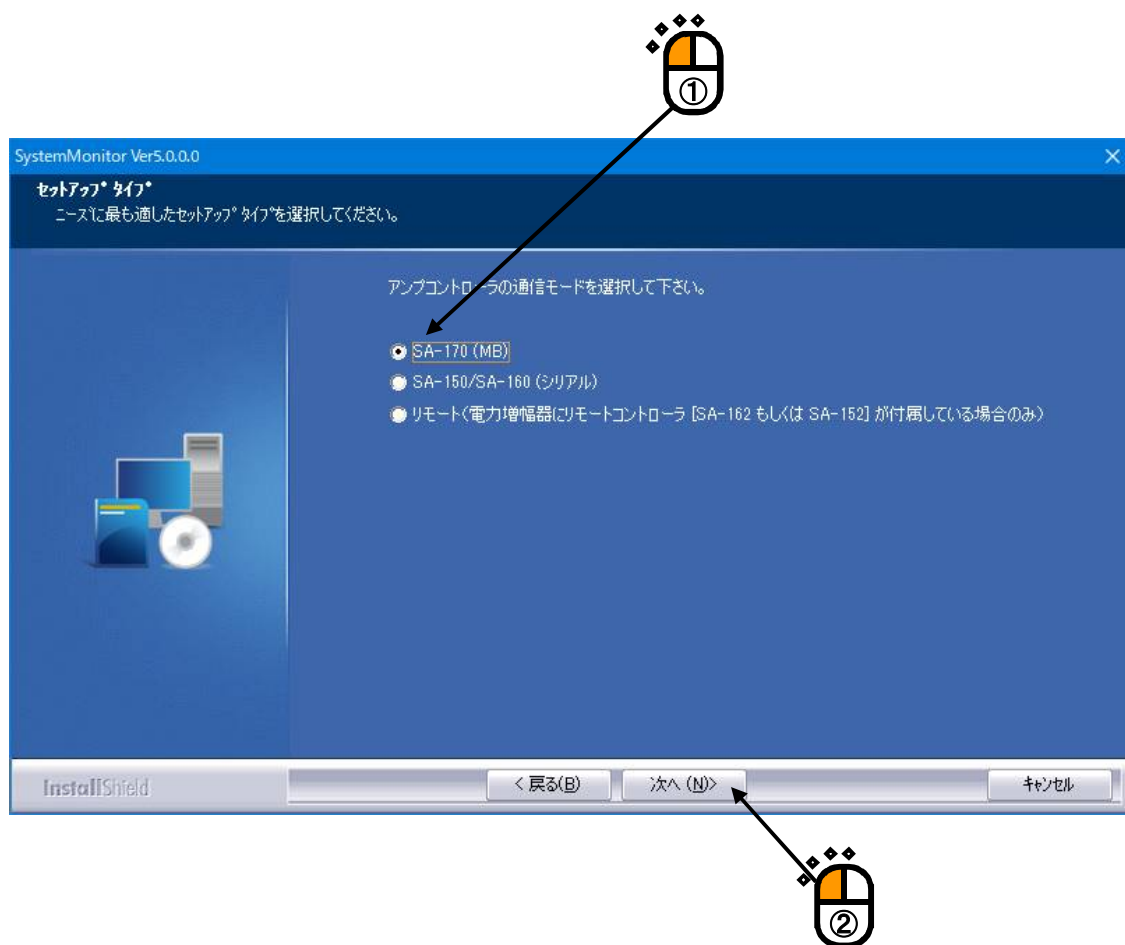 ①
SystemMonitor Ver5.0.0.0
セットアップ タイプ
ニーズに最も適したセットアップ タイプを選択してください。
アンプコントローラの通信モードを選択して下さい。
SA-170 (MB)
SA-150/SA-160 (シリアル)
リモート(電力増幅器にリモートコントローラ [SA-162 もしくは SA-152] が付属している場合のみ)
InstallShield
< 戻る(B)
次へ (N)>
キャンセル
②